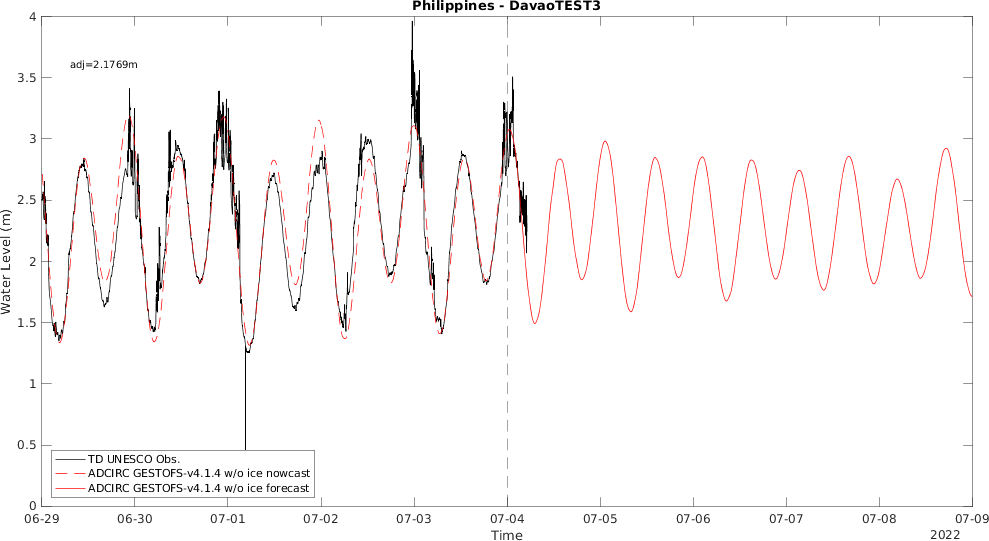 Philippines - DavaoTEST3
adj=2.1769m
4
3.5
3
2.5
2
1.5
1
0.5
0
Water Level (m)
TD UNESCO Obs.
ADCIRC GESTOFS-v4.1.4 w/o ice nowcast
ADCIRC GESTOFS-v4.1.4 w/o ice forecast
06-29 06-30 07-01 07-02 07-03 07-04 07-05 07-06 07-07 07-08 07-09
Time
2022